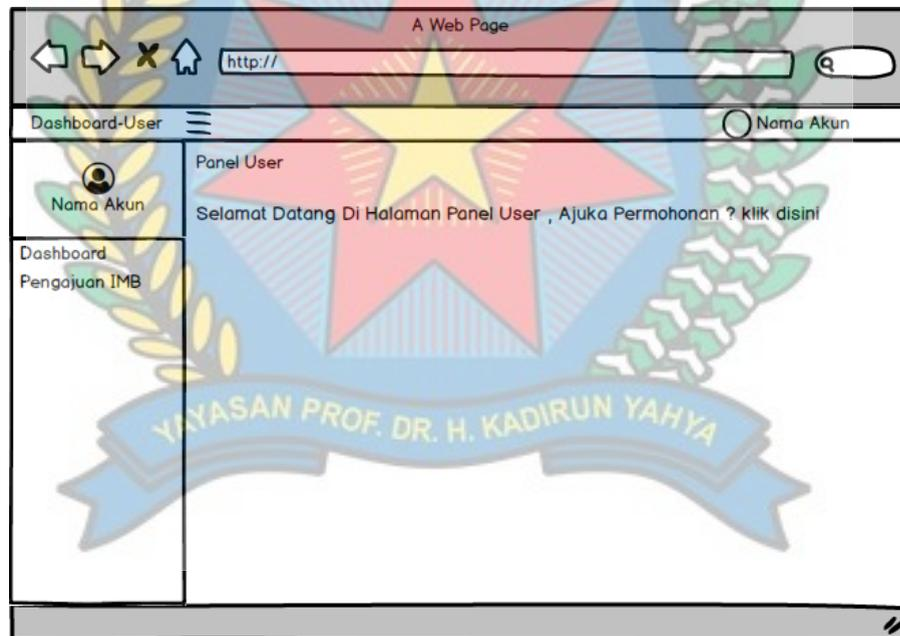 A Web Page
http://
Dashboard-User
Nama Akun
Nama Akun
Panel User
Selamat Datang Di Halaman Panel User , Ajuka Permohonan ? klik disini
Dashboard
Pengajuan IMB
YAYASAN PROF. DR. H. KADIRUN YAHYA